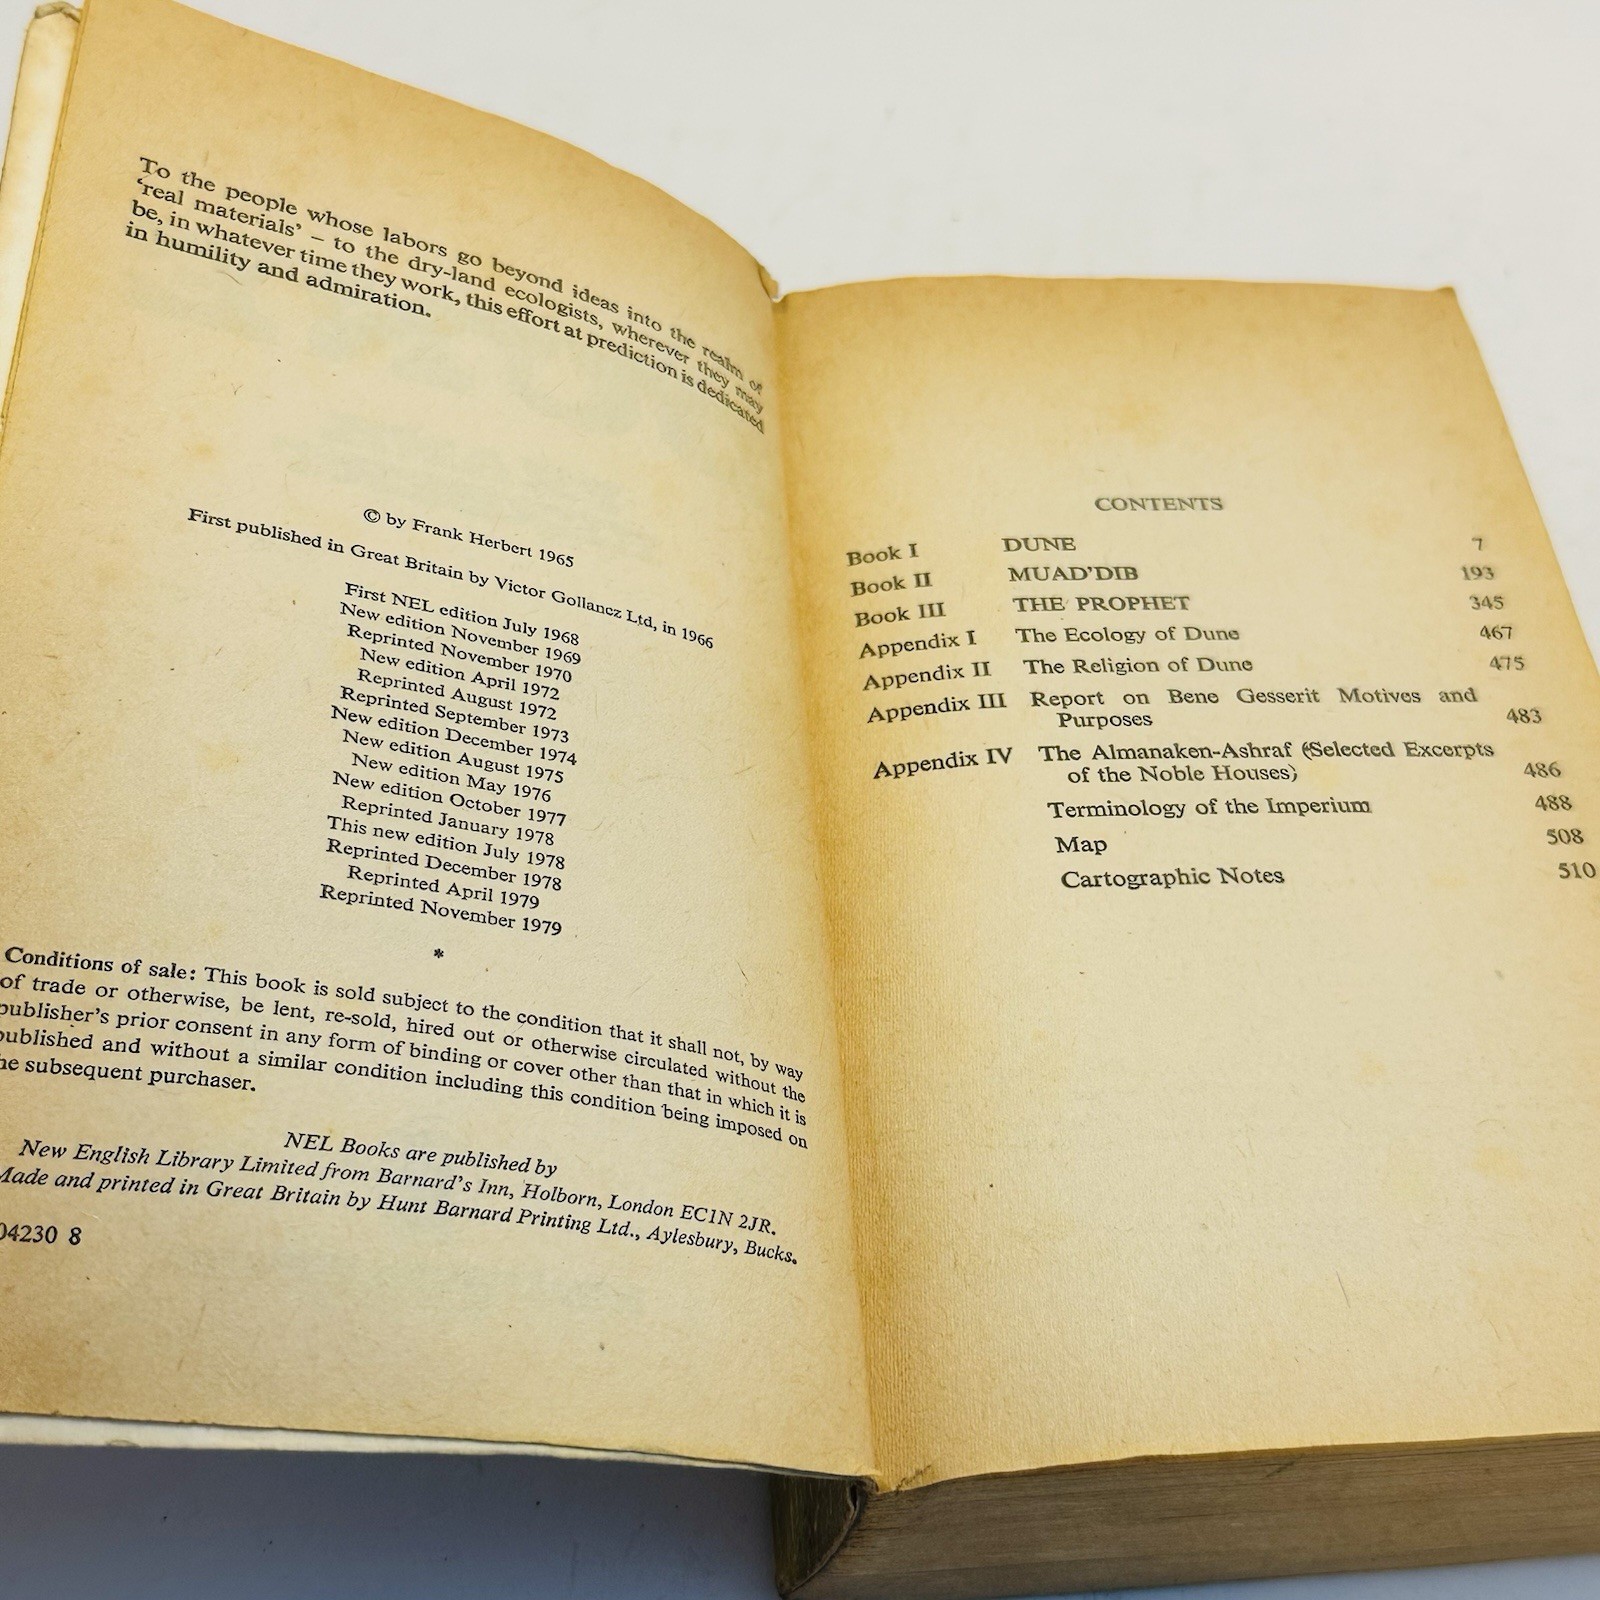 To the people whose labors go beyond ideas into the realm of
‘real materials’ – to the dry-land ecologists, wherever they may
be, in whatever time they work, this effort at prediction is dedicated
in humility and admiration.
© by Frank Herbert 1965
First published in Great Britain by Victor Gollancz Ltd, in 1966
First NEL edition July 1968
New edition November 1969
Reprinted November 1970
New edition April 1972
Reprinted August 1972
Reprinted September 1973
New edition December 1974
New edition August 1975
New edition May 1976
New edition October 1977
Reprinted January 1978
This new edition July 1978
Reprinted December 1978
Reprinted April 1979
Reprinted November 1979
*
Conditions of sale: This book is sold subject to the condition that it shall not, by way
of trade or otherwise, be lent, re-sold, hired out or otherwise circulated without the
publisher’s prior consent in any form of binding or cover other than that in which it is
published and without a similar condition including this condition being imposed on
he subsequent purchaser.
NEL Books are published by
New English Library Limited from Barnard’s Inn, Holborn, London EC1N 2JR.
Made and printed in Great Britain by Hunt Barnard Printing Ltd., Aylesbury, Bucks.
04230 8
CONTENTS
Book I DUNE 7
Book II MUAD’DIB 193
Book III THE PROPHET 345
Appendix I The Ecology of Dune 467
Appendix II The Religion of Dune 475
Appendix III Report on Bene Gesserit Motives and
Purposes 483
Appendix IV The Almanaken-Ashraf (Selected Excerpts
of the Noble Houses) 486
Terminology of the Imperium 488
Map 508
Cartographic Notes 510